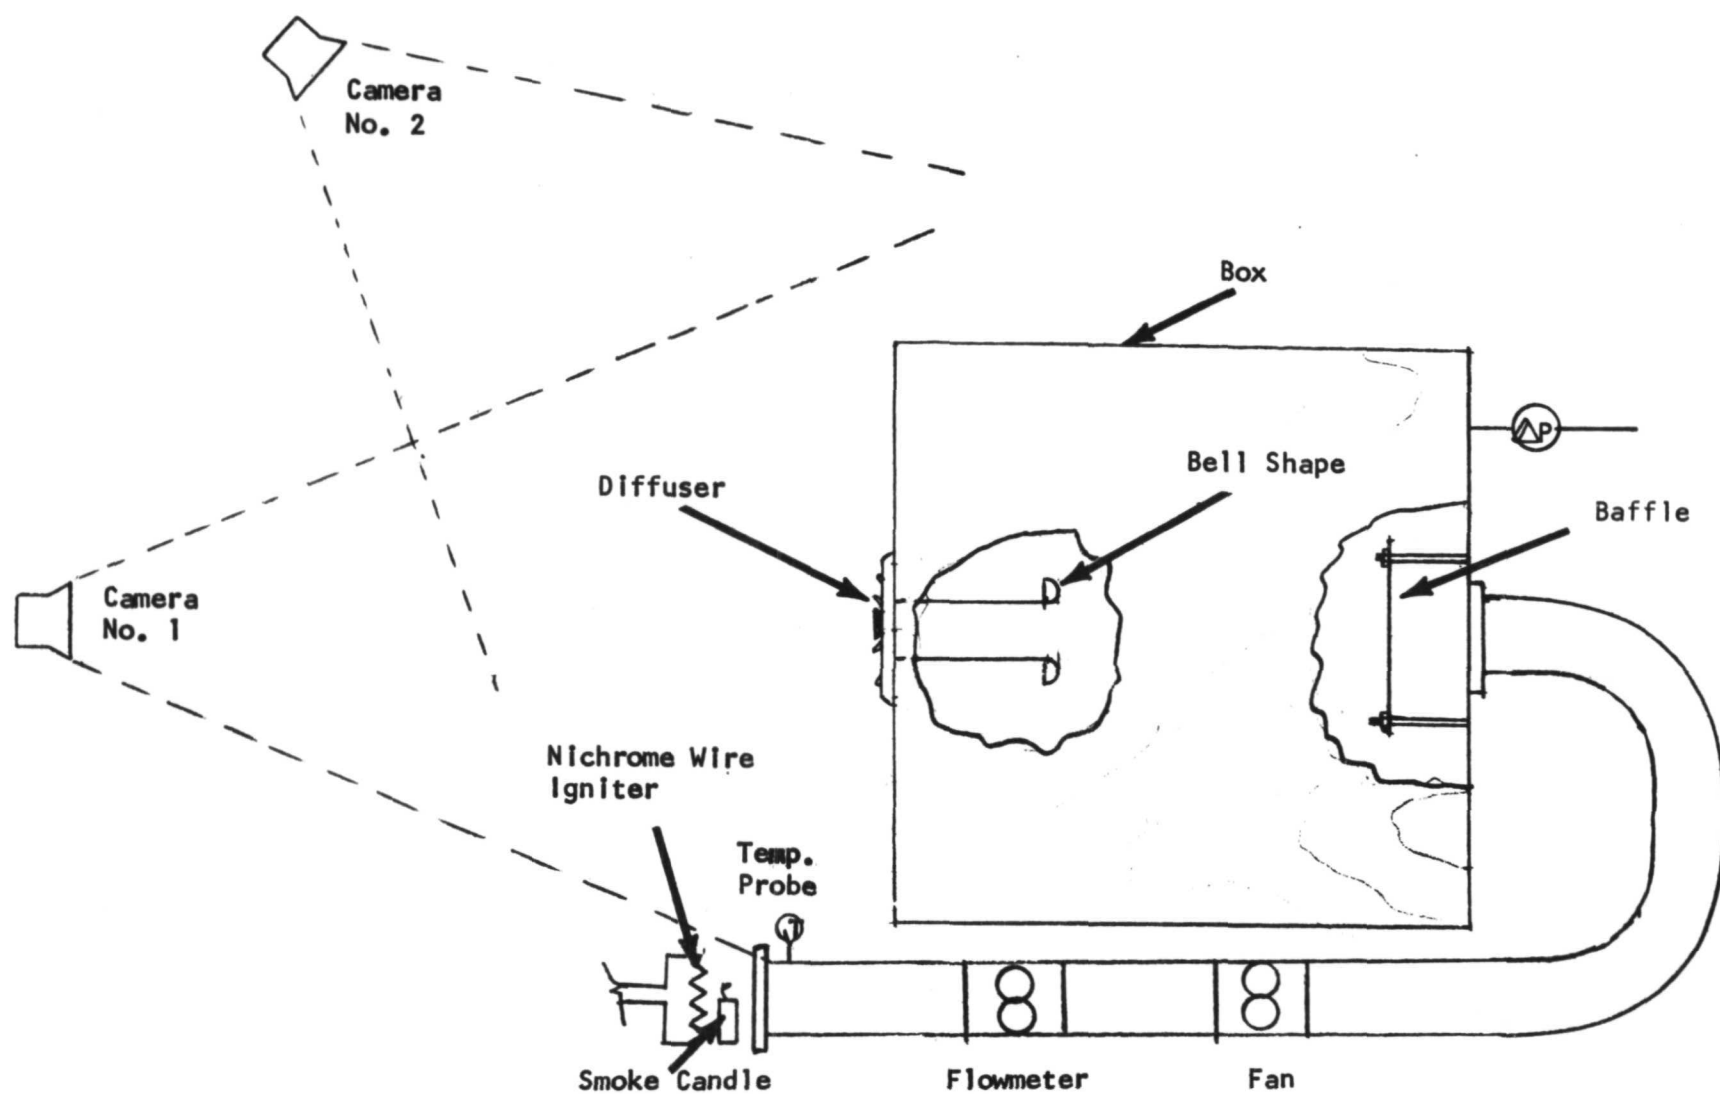 Camera
No. 2
Box
Bell Shape
ΔP
Diffuser
Baffle
Camera
No. 1
Nichrome Wire
Igniter
Temp.
Probe
T
Smoke Candle
Flowmeter
Fan